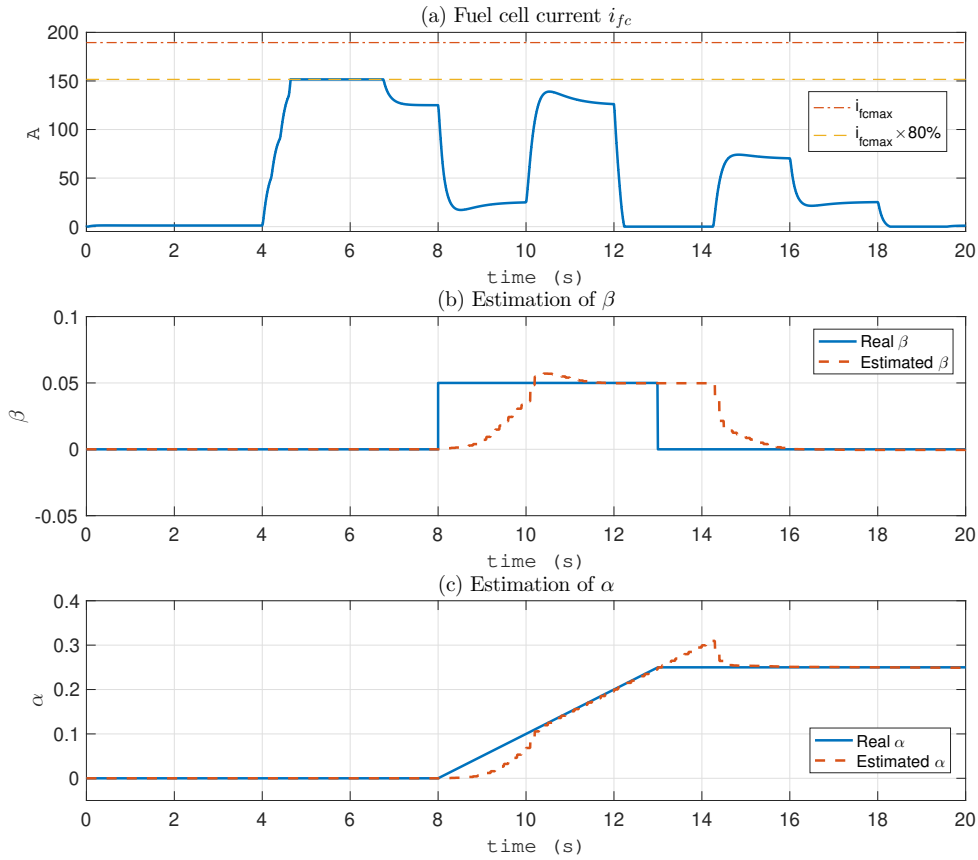 (a) Fuel cell current i_fc
200
150
100
50
0
A
i_fcmax
i_fcmax × 80%
0 2 4 6 8 10 12 14 16 18 20
time (s)
(b) Estimation of β
0.1
0.05
0
-0.05
β
Real β
Estimated β
0 2 4 6 8 10 12 14 16 18 20
time (s)
(c) Estimation of α
0.4
0.3
0.2
0.1
0
α
Real α
Estimated α
0 2 4 6 8 10 12 14 16 18 20
time (s)